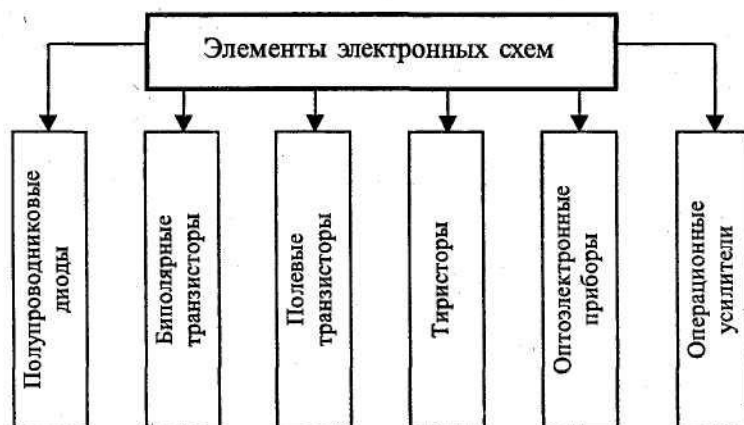 Элементы электронных схем
Полупроводниковые
диоды
Биполярные
транзисторы
Полевые
транзисторы
Тиристоры
Оптоэлектронные
приборы
Операционные
усилители